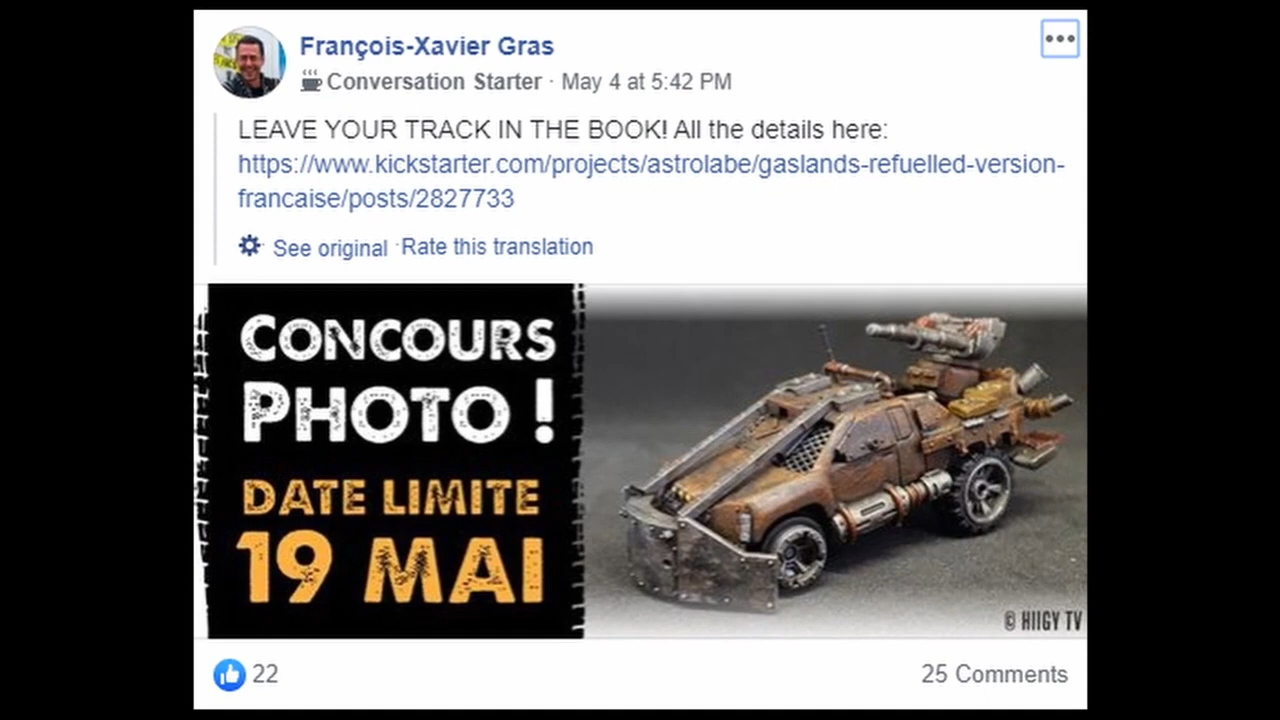 François-Xavier Gras
Conversation Starter · May 4 at 5:42 PM
LEAVE YOUR TRACK IN THE BOOK! All the details here:
https://www.kickstarter.com/projects/astrolabe/gaslands-refuelled-version-
francaise/posts/2827733
See original · Rate this translation
CONCOURS
PHOTO !
DATE LIMITE
19 MAI
© HIIGY TV
22
25 Comments